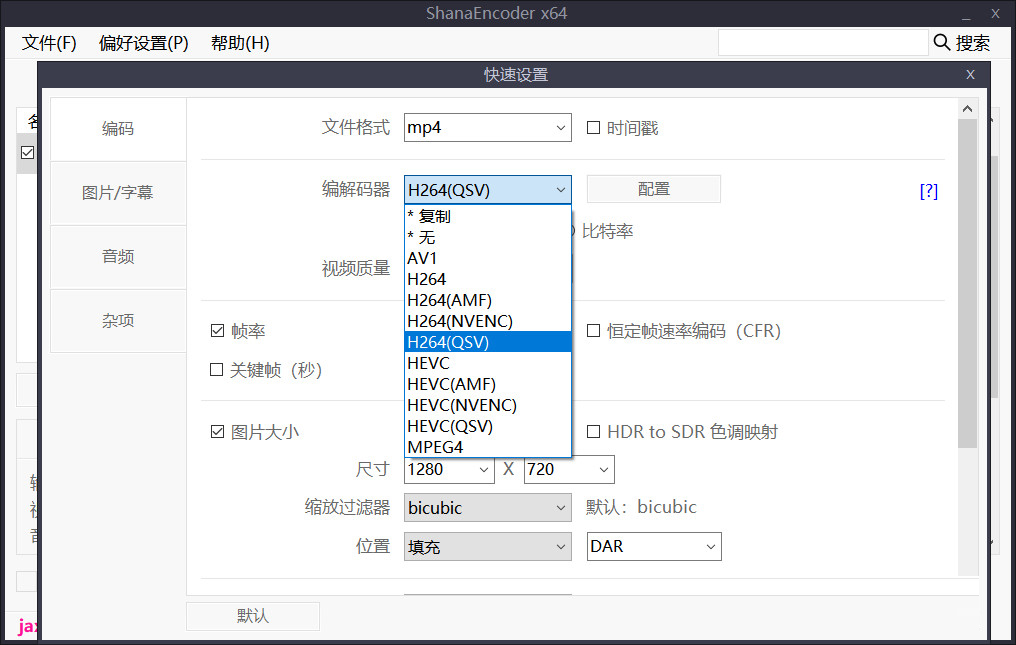 ShanaEncoder x64
文件(F) 偏好设置(P) 帮助(H) 搜索
快速设置 X
编码
图片/字幕
音频
杂项
文件格式 mp4 时间戳
编解码器 H264(QSV) 配置 [?]
* 复制
* 无
AV1
H264
H264(AMF)
H264(NVENC)
H264(QSV)
HEVC
HEVC(AMF)
HEVC(NVENC)
HEVC(QSV)
MPEG4
比特率
视频质量
帧率 恒定帧速率编码（CFR）
关键帧（秒）
图片大小 HDR to SDR 色调映射
尺寸 1280 X 720
缩放过滤器 bicubic 默认：bicubic
位置 填充 DAR
默认